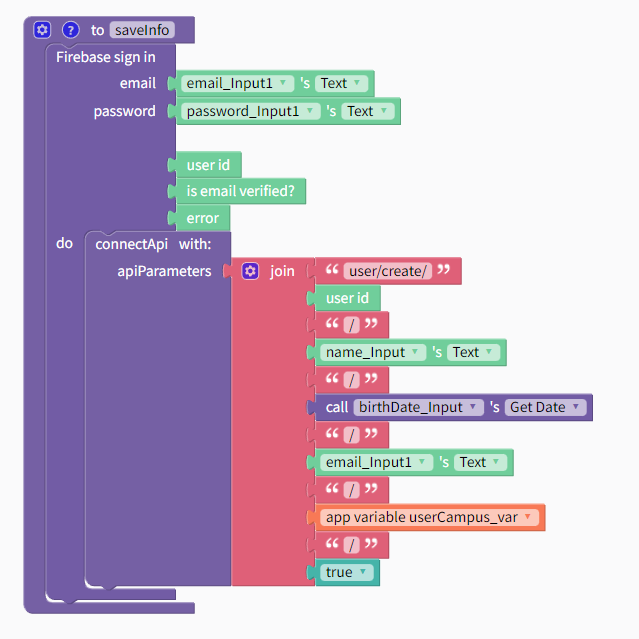 ? to saveInfo
Firebase sign in
email email_Input1 's Text
password password_Input1 's Text
user id
is email verified?
error
do connectApi with:
apiParameters join “ user/create/ ”
user id
“ / ”
name_Input 's Text
“ / ”
call birthDate_Input 's Get Date
“ / ”
email_Input1 's Text
“ / ”
app variable userCampus_var
“ / ”
true